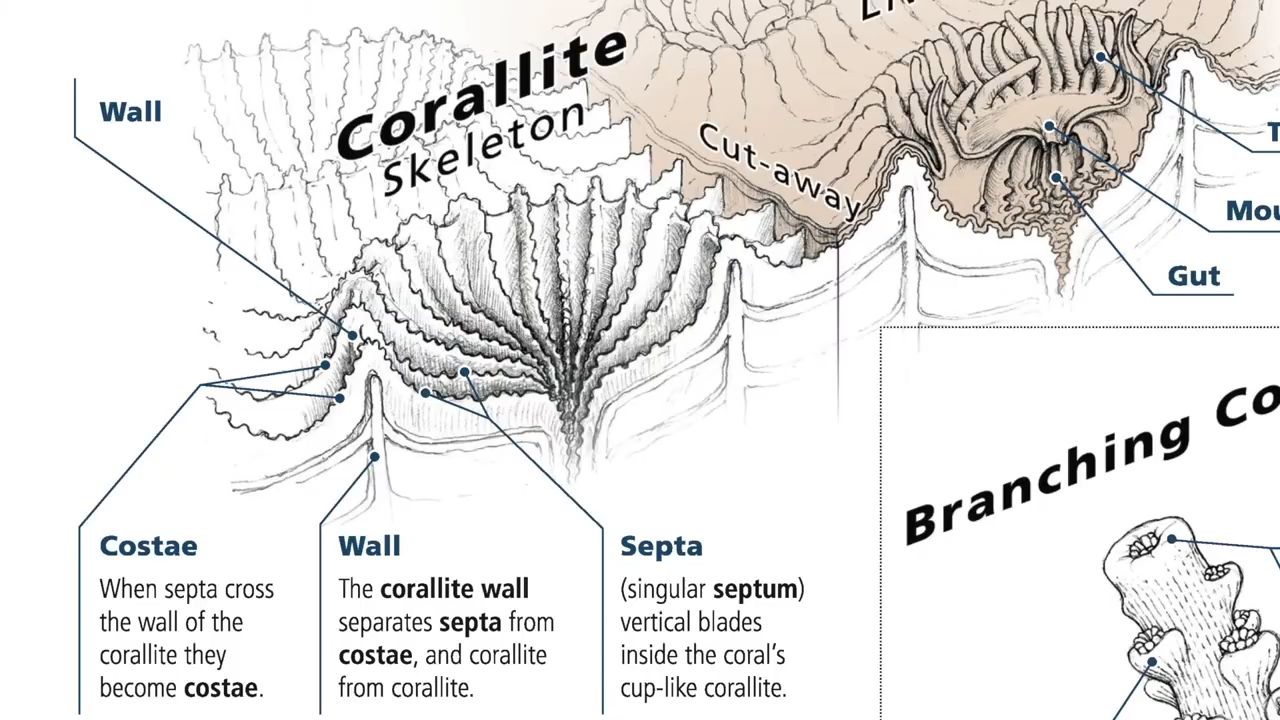 Wall
Corallite
Skeleton
Cut-away
Gut
Branching Co
Costae
When septa cross
the wall of the
corallite they
become costae.
Wall
The corallite wall
separates septa from
costae, and corallite
from corallite.
Septa
(singular septum)
vertical blades
inside the coral's
cup-like corallite.